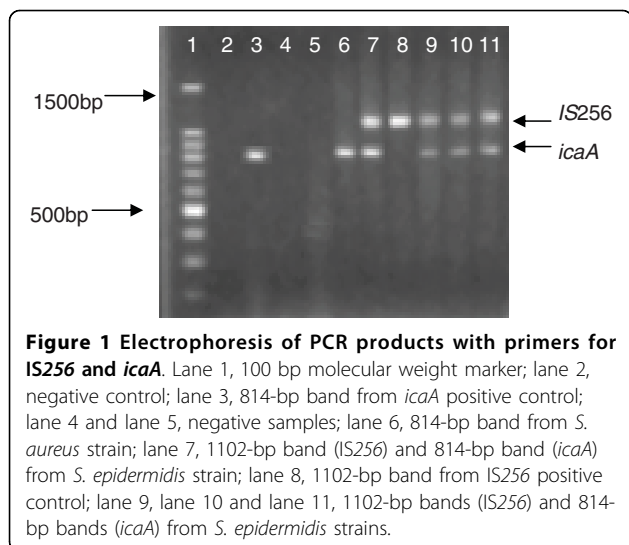 1 2 3 4 5 6 7 8 9 10 11
1500bp
IS256
icaA
500bp
Figure 1 Electrophoresis of PCR products with primers for
IS256 and icaA. Lane 1, 100 bp molecular weight marker; lane 2,
negative control; lane 3, 814-bp band from icaA positive control;
lane 4 and lane 5, negative samples; lane 6, 814-bp band from S.
aureus strain; lane 7, 1102-bp band (IS256) and 814-bp band (icaA)
from S. epidermidis strain; lane 8, 1102-bp band from IS256 positive
control; lane 9, lane 10 and lane 11, 1102-bp bands (IS256) and 814-
bp bands (icaA) from S. epidermidis strains.